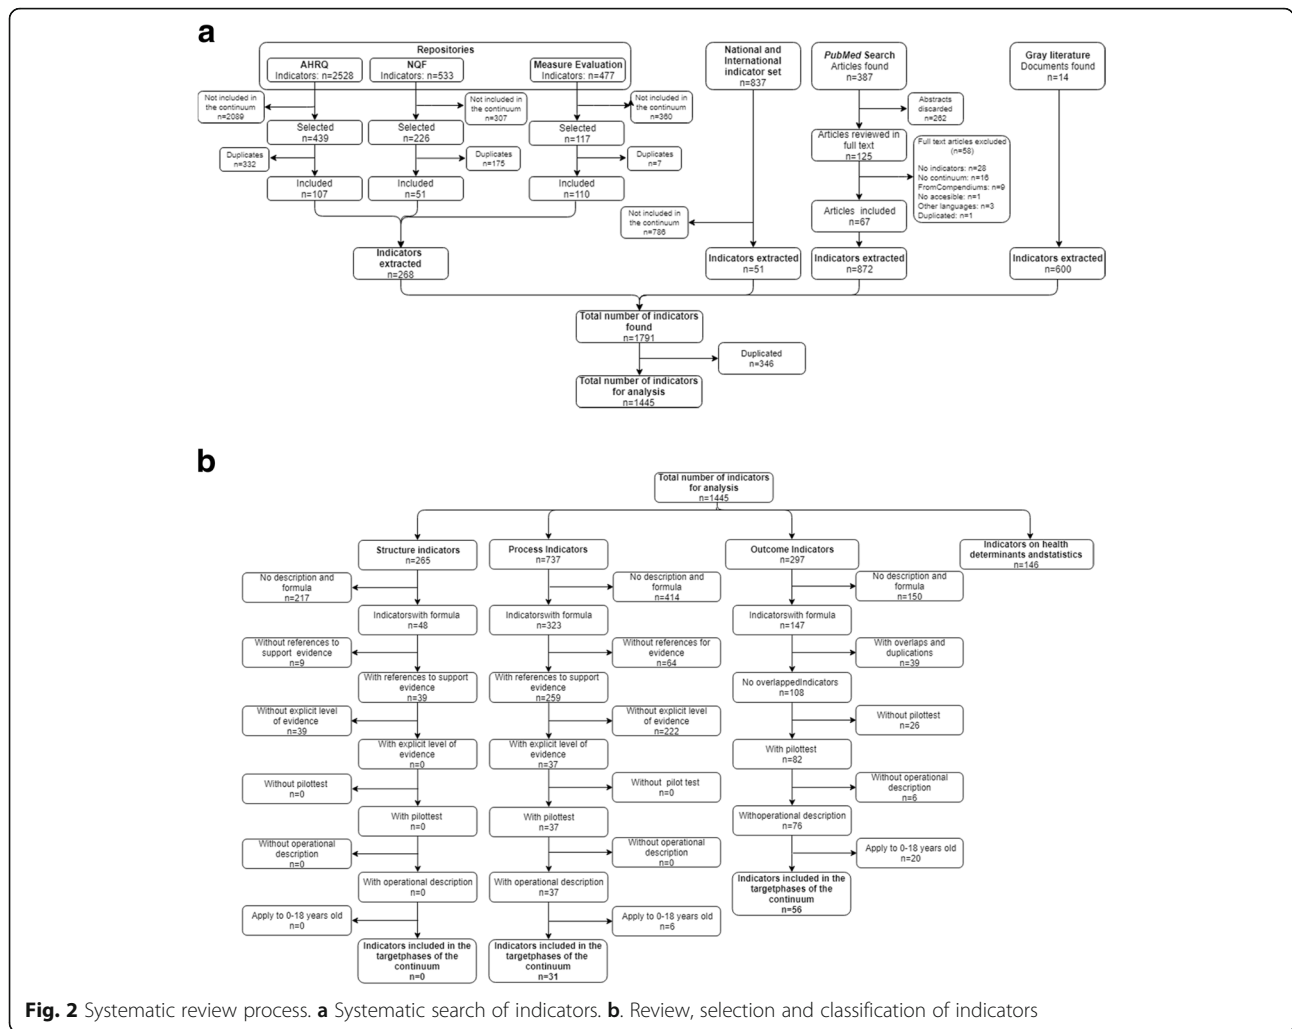 a
Repositories
AHRQ
Indicators: n=2528
NQF
Indicators: n=533
Measure Evaluation
Indicators: n=477
National and
International
indicator set
n=837
PubMed Search
Articles found
n=387
Gray literature
Documents found
n=14
Not included in
the continuum
n=2089
Not included in
the continuum
n=307
Not included in
the continuum
n=360
Abstracts
discarded
n=262
Selected
n=439
Selected
n=226
Selected
n=117
Articles reviewed in
full text
n=125
Full text articles excluded
(n=58)
No indicators: n=28
No continuum: n=16
FromCompendiums: n=9
No accesible: n=1
Other languages: n=3
Duplicated: n=1
Duplicates
n=332
Duplicates
n=175
Duplicates
n=7
Included
n=107
Included
n=51
Included
n=110
Not included in
the continuum
n=786
Articles included
n=67
Indicators
extracted
n=268
Indicators extracted
n=51
Indicators extracted
n=872
Indicators extracted
n=600
Total number of indicators
found
n=1791
Duplicated
n=346
Total number of indicators
for analysis
n=1445
b
Total number of indicators
for analysis
n=1445
Structure indicators
n=265
Process Indicators
n=737
Outcome Indicators
n=297
Indicators on health
determinants andstatistics
n=146
No description and
formula
n=217
No description and
formula
n=414
No description and
formula
n=150
Indicatorswith formula
n=48
Indicatorswith formula
n=323
Indicatorswith formula
n=147
Without references to
support evidence
n=9
Without references for
evidence
n=64
With overlaps and
duplications
n=39
With references to support
evidence
n=39
With references to support
evidence
n=259
No overlappedIndicators
n=108
Without explicit level
of evidence
n=39
Without explicit level
of evidence
n=222
Without pilottest
n=26
With explicit level of
evidence
n=0
With explicit level of
evidence
n=37
With pilottest
n=82
Without pilottest
n=0
Without pilot test
n=0
Without operational
description
n=6
With pilottest
n=0
With pilottest
n=37
Withoperational description
n=76
Without operational
description
n=0
Without operational
description
n=0
Apply to 0-18 years old
n=20
With operational description
n=0
With operational description
n=37
Indicators included in the
targetphases of the
continuum
n=56
Apply to 0-18 years old
n=0
Apply to 0-18 years old
n=6
Indicators included in the
targetphases of the
continuum
n=0
Indicators included in the
targetphases of the
continuum
n=31
Fig. 2 Systematic review process. a Systematic search of indicators. b. Review, selection and classification of indicators